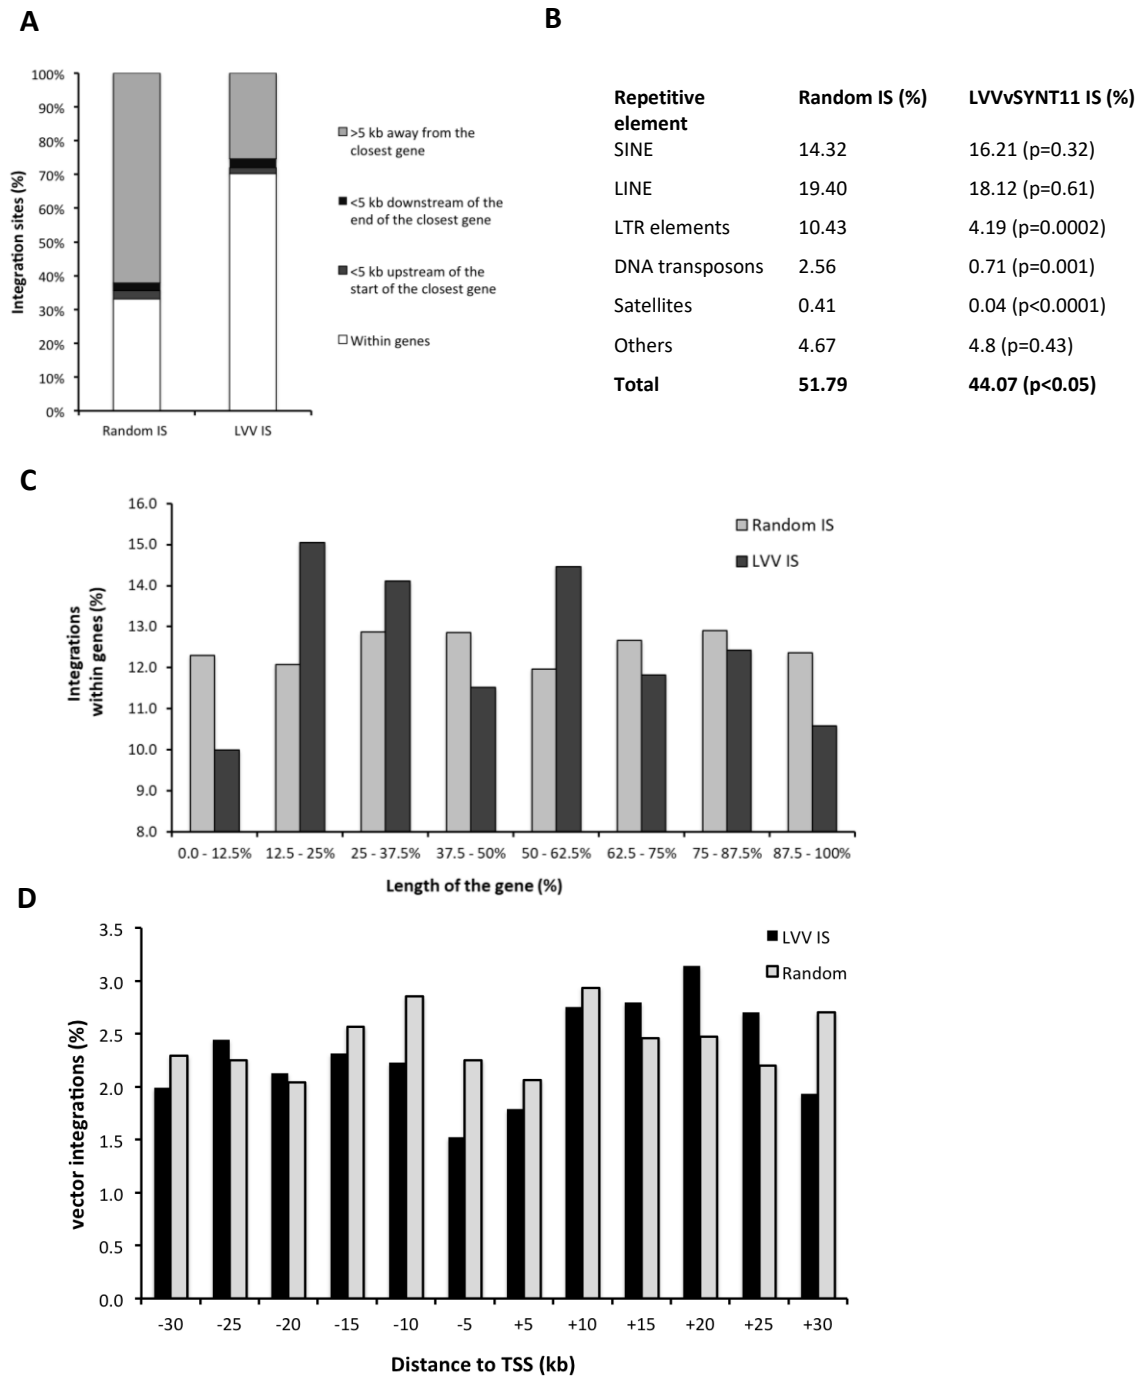 A
100%
90%
80%
70%
60%
50%
40%
30%
20%
10%
0%
Integration sites (%)
Random IS
LVV IS
>5 kb away from the
closest gene
<5 kb downstream of the
end of the closest gene
<5 kb upstream of the
start of the closest gene
Within genes
B
Repetitive element Random IS (%) LVVvSYNT11 IS (%)
SINE 14.32 16.21 (p=0.32)
LINE 19.40 18.12 (p=0.61)
LTR elements 10.43 4.19 (p=0.0002)
DNA transposons 2.56 0.71 (p=0.001)
Satellites 0.41 0.04 (p<0.0001)
Others 4.67 4.8 (p=0.43)
Total 51.79 44.07 (p<0.05)
C
16.0
15.0
14.0
13.0
12.0
11.0
10.0
9.0
8.0
Integrations
within genes (%)
Random IS
LVV IS
0.0 - 12.5% 12.5 - 25% 25 - 37.5% 37.5 - 50% 50 - 62.5% 62.5 - 75% 75 - 87.5% 87.5 - 100%
Length of the gene (%)
D
3.5
3.0
2.5
2.0
1.5
1.0
0.5
0.0
vector integrations (%)
LVV IS
Random
-30 -25 -20 -15 -10 -5 +5 +10 +15 +20 +25 +30
Distance to TSS (kb)